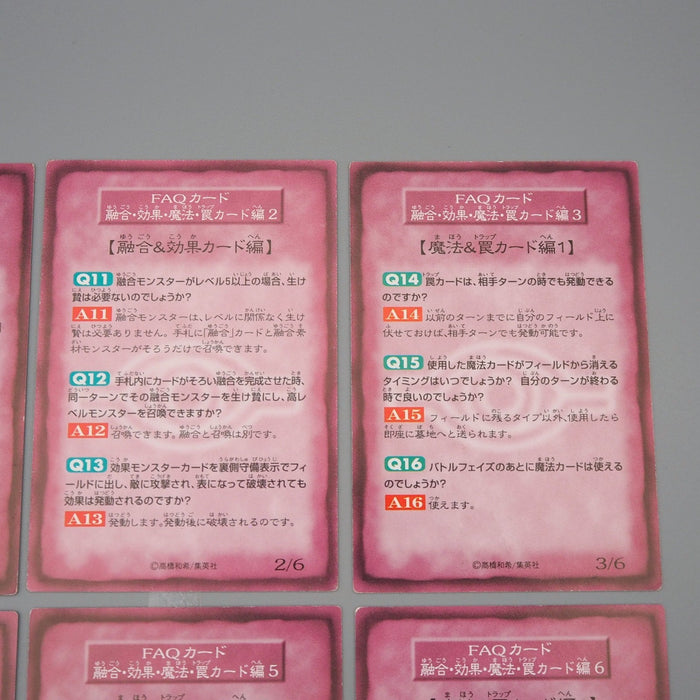 FAQカード
融合・効果・魔法・罠カード編2
【融合&効果カード編】
Q11 融合モンスターがレベル5以上の場合、生け
贄は必要ないのでしょうか?
A11 融合モンスターは、レベルに関係なく生け
贄は必要ありません。手札に「融合」カードと融合素
材モンスターがそろうだけで召喚できます。
Q12 手札内にカードがそろい融合を完成させた時、
同一ターンでその融合モンスターを生け贄にし、高レ
ベルモンスターを召喚できますか?
A12 召喚できます。融合と召喚は別です。
Q13 効果モンスターカードを裏側守備表示でフィ
ールドに出し、敵に攻撃され、表になって破壊されても
効果は発動されるのですか?
A13 発動します。発動後に破壊されるのです。
©高橋和希/集英社
2/6
FAQカード
融合・効果・魔法・罠カード編3
【魔法&罠カード編1】
Q14 罠カードは、相手ターンの時でも発動できる
のですか?
A14 以前のターンまでに自分のフィールド上に
伏せておけば、相手ターンでも発動可能です。
Q15 使用した魔法カードがフィールドから消える
タイミングはいつでしょうか? 自分のターンが終わる
時で良いのでしょうか?
A15 フィールドに残るタイプ以外、使用したら
即座に墓地へと送られます。
Q16 バトルフェイズのあとに魔法カードは使える
のでしょうか?
A16 使えます。
©高橋和希/集英社
3/6
FAQカード
融合・効果・魔法・罠カード編5
FAQカード
融合・効果・魔法・罠カード編6